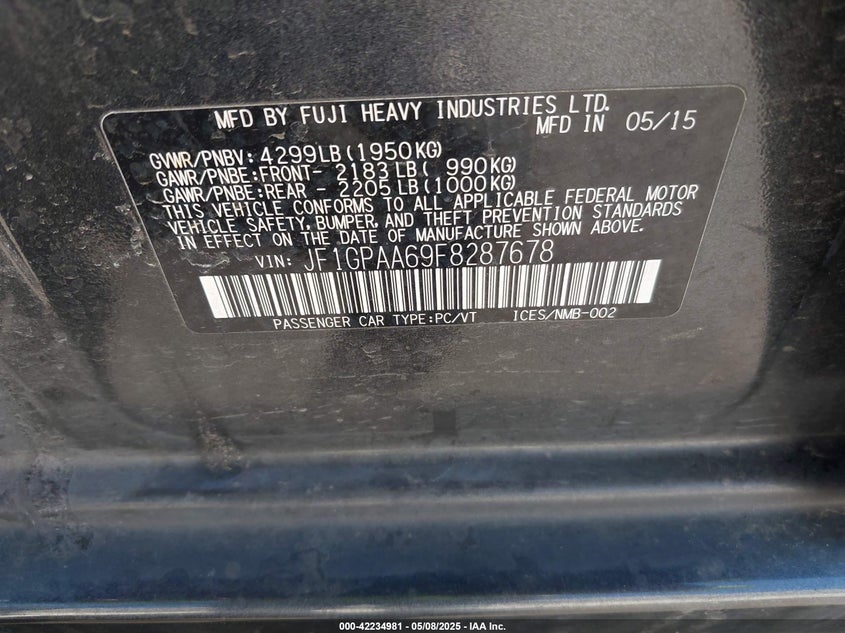 MFD BY FUJI HEAVY INDUSTRIES LTD.
MFD IN 05/15
GVWR/PNBV: 4299LB(1950KG)
GAWR/PNBE:FRONT- 2183LB( 990KG)
GAWR/PNBE:REAR - 2205LB(1000KG)
THIS VEHICLE CONFORMS TO ALL APPLICABLE FEDERAL MOTOR
VEHICLE SAFETY, BUMPER, AND THEFT PREVENTION STANDARDS
IN EFFECT ON THE DATE OF MANUFACTURE SHOWN ABOVE.
VIN: JF1GPAA69F8287678
PASSENGER CAR TYPE:PC/VT ICES/NMB-002
000-42234981 - 05/08/2025 - IAA Inc.